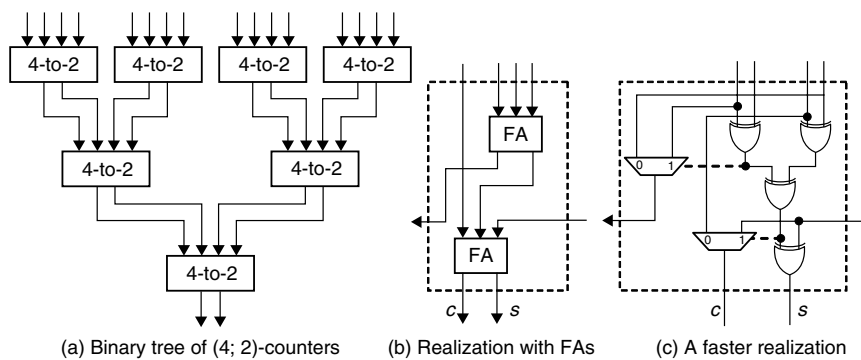 4-to-2 4-to-2 4-to-2 4-to-2
4-to-2 4-to-2
4-to-2
(a) Binary tree of (4; 2)-counters
FA
FA
c s
(b) Realization with FAs
0 1
0 1
c s
(c) A faster realization